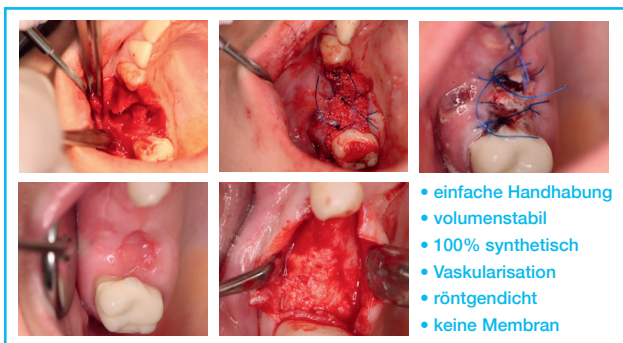 • einfache Handhabung
• volumenstabil
• 100% synthetisch
• Vaskularisation
• röntgendicht
• keine Membran